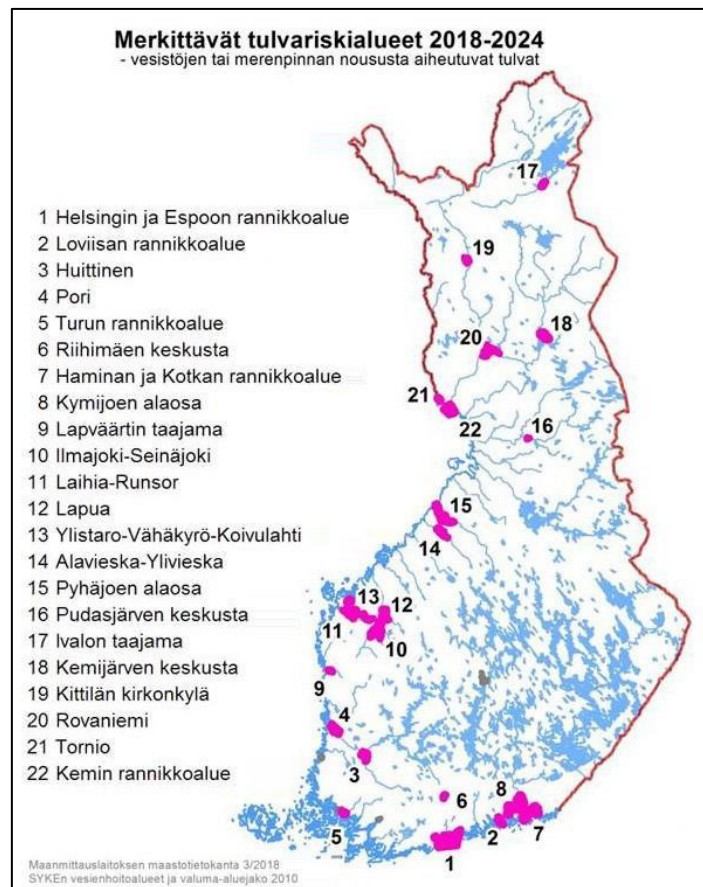 Merkittävät tulvariskialueet 2018-2024
- vesistöjen tai merenpinnan noususta aiheutuvat tulvat
1 Helsingin ja Espoon rannikkoalue
2 Loviisan rannikkoalue
3 Huittinen
4 Pori
5 Turun rannikkoalue
6 Riihimäen keskusta
7 Haminan ja Kotkan rannikkoalue
8 Kymijoen alaosa
9 Lapväärtin taajama
10 Ilmajoki-Seinäjoki
11 Laihia-Runsor
12 Lapua
13 Ylistaro-Vähäkyrö-Koivulahti
14 Alavieska-Ylivieska
15 Pyhäjoen alaosa
16 Pudasjärven keskusta
17 Ivalon taajama
18 Kemijärven keskusta
19 Kittilän kirkonkylä
20 Rovaniemi
21 Tornio
22 Kemin rannikkoalue
17
19
20
18
21
22
16
15
14
13
12
11
10
9
4
3
8
6
5
2
7
1
Maanmittauslaitoksen maastotietokanta 3/2018
SYKEn vesienhoitoalueet ja valuma-aluejako 2010